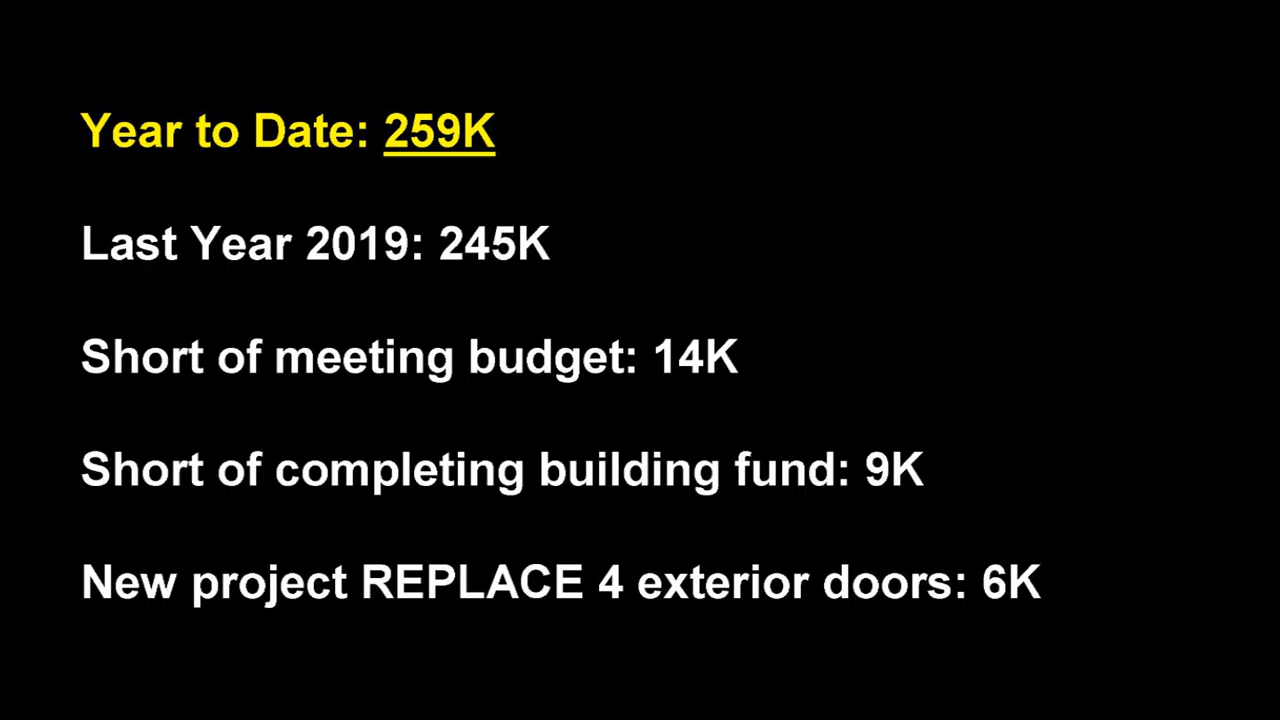 Year to Date: 259K
Last Year 2019: 245K
Short of meeting budget: 14K
Short of completing building fund: 9K
New project REPLACE 4 exterior doors: 6K